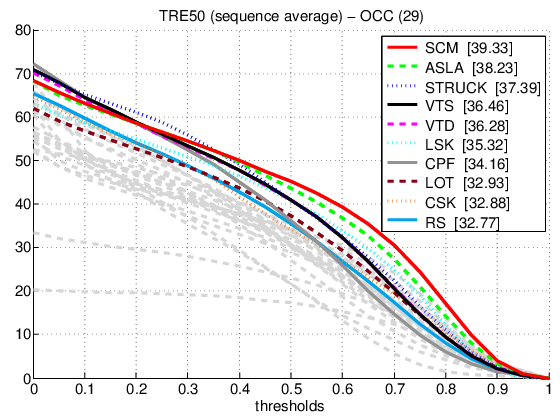 TRE50 (sequence average) – OCC (29)
80
70
60
50
40
30
20
10
0
SCM [39.33]
ASLA [38.23]
STRUCK [37.39]
VTS [36.46]
VTD [36.28]
LSK [35.32]
CPF [34.16]
LOT [32.93]
CSK [32.88]
RS [32.77]
0 0.1 0.2 0.3 0.4 0.5 0.6 0.7 0.8 0.9 1
thresholds